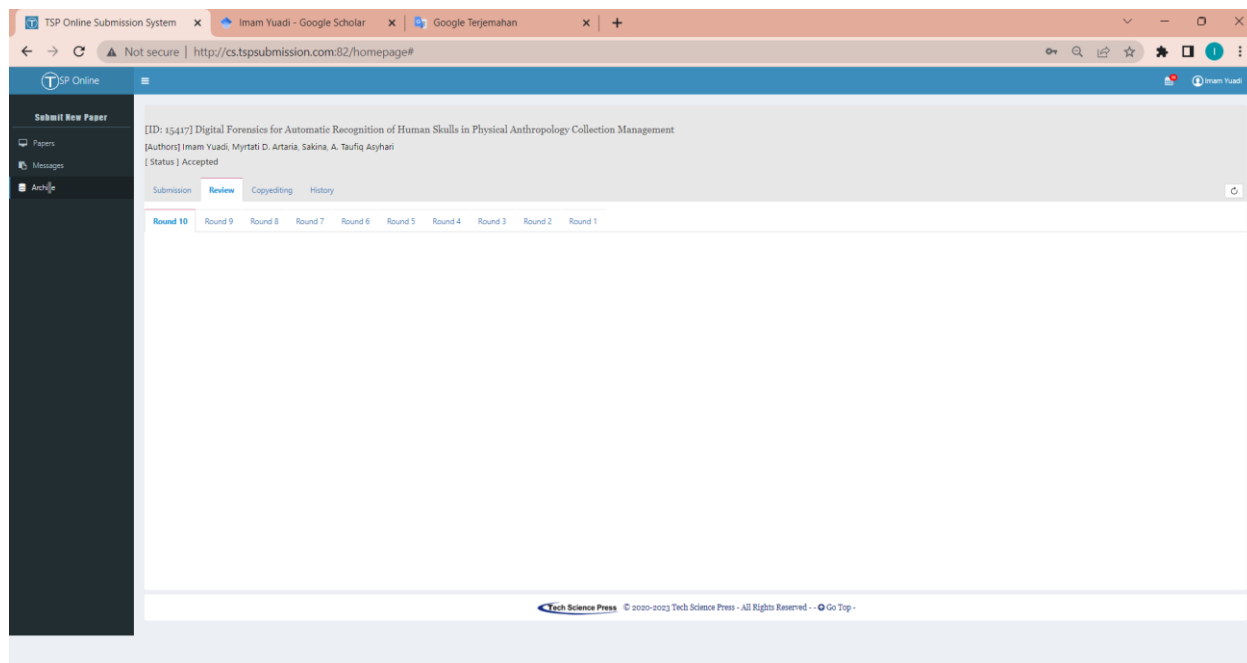 TSP Online Submission System
Imam Yuadi - Google Scholar
Google Terjemahan
Not secure | http://cs.tspsubmission.com:82/homepage#
TSP Online
Imam Yuadi
Submit New Paper
Papers
Messages
Archive
[ID: 15417] Digital Forensics for Automatic Recognition of Human Skulls in Physical Anthropology Collection Management
[Authors] Imam Yuadi, Myrtati D. Artaria, Sakina, A. Taufiq Asyhari
[ Status ] Accepted
Submission Review Copyediting History
Round 10 Round 9 Round 8 Round 7 Round 6 Round 5 Round 4 Round 3 Round 2 Round 1
Tech Science Press © 2020-2023 Tech Science Press - All Rights Reserved - - Go Top -